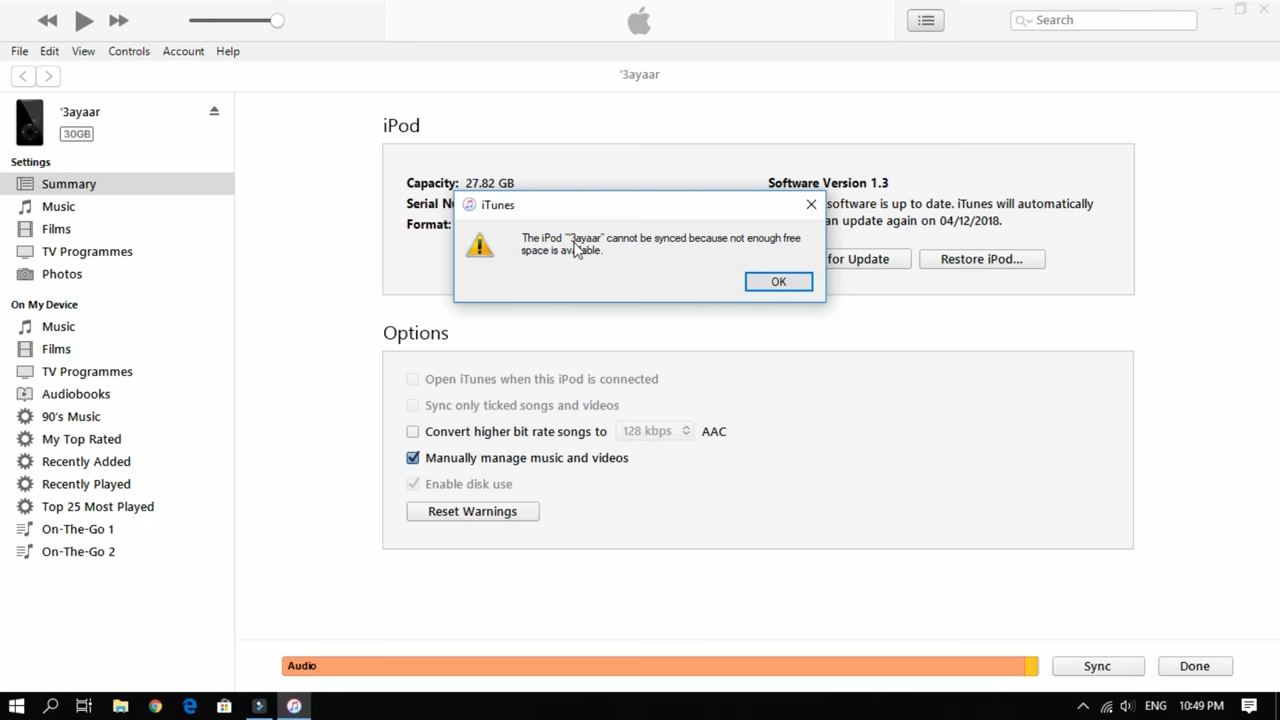 Search
File Edit View Controls Account Help
'3ayaar
'3ayaar
30GB
Settings
Summary
Music
Films
TV Programmes
Photos
On My Device
Music
Films
TV Programmes
Audiobooks
90's Music
My Top Rated
Recently Added
Recently Played
Top 25 Most Played
On-The-Go 1
On-The-Go 2
iPod
Capacity: 27.82 GB
Serial
Format:
Software Version 1.3
software is up to date. iTunes will automatically
an update again on 04/12/2018.
for Update
Restore iPod...
iTunes
The iPod "'3ayaar" cannot be synced because not enough free
space is available.
OK
Options
Open iTunes when this iPod is connected
Sync only ticked songs and videos
Convert higher bit rate songs to 128 kbps AAC
Manually manage music and videos
Enable disk use
Reset Warnings
Audio
Sync
Done
ENG 10:49 PM